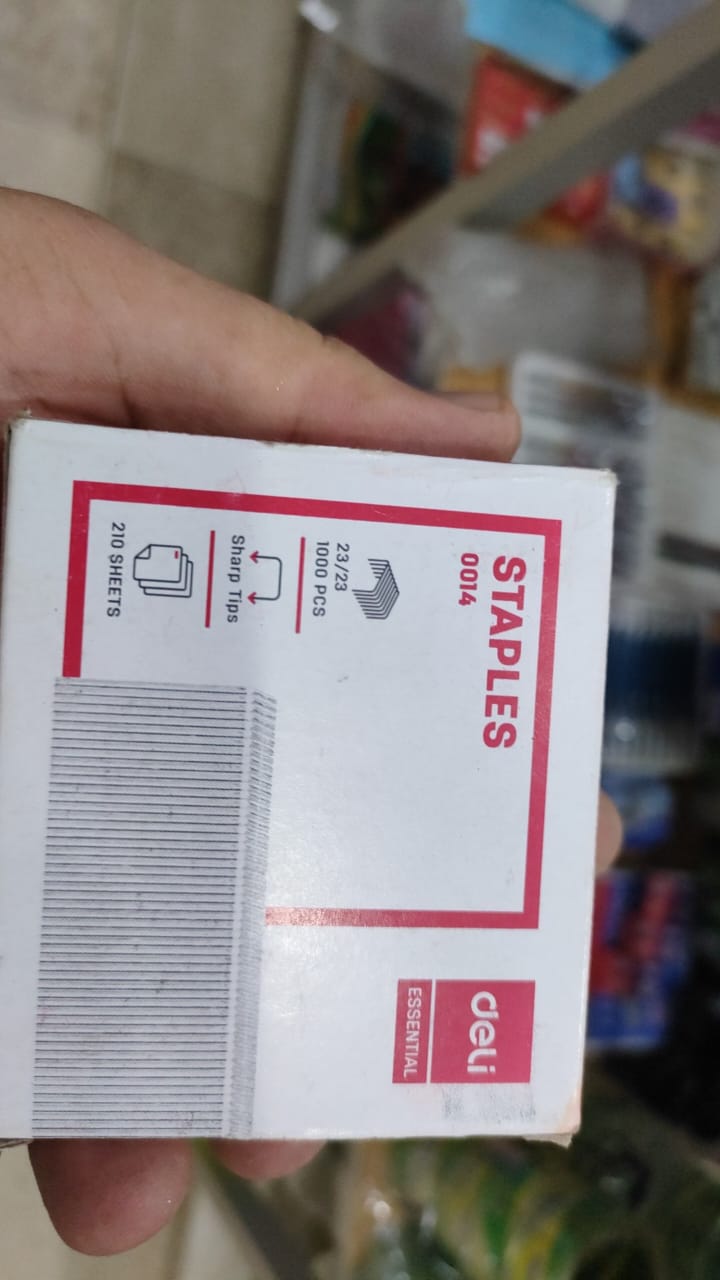 STAPLES
0014
deli
ESSENTIAL
23/23
1000 PCS
Sharp Tips
210 SHEETS